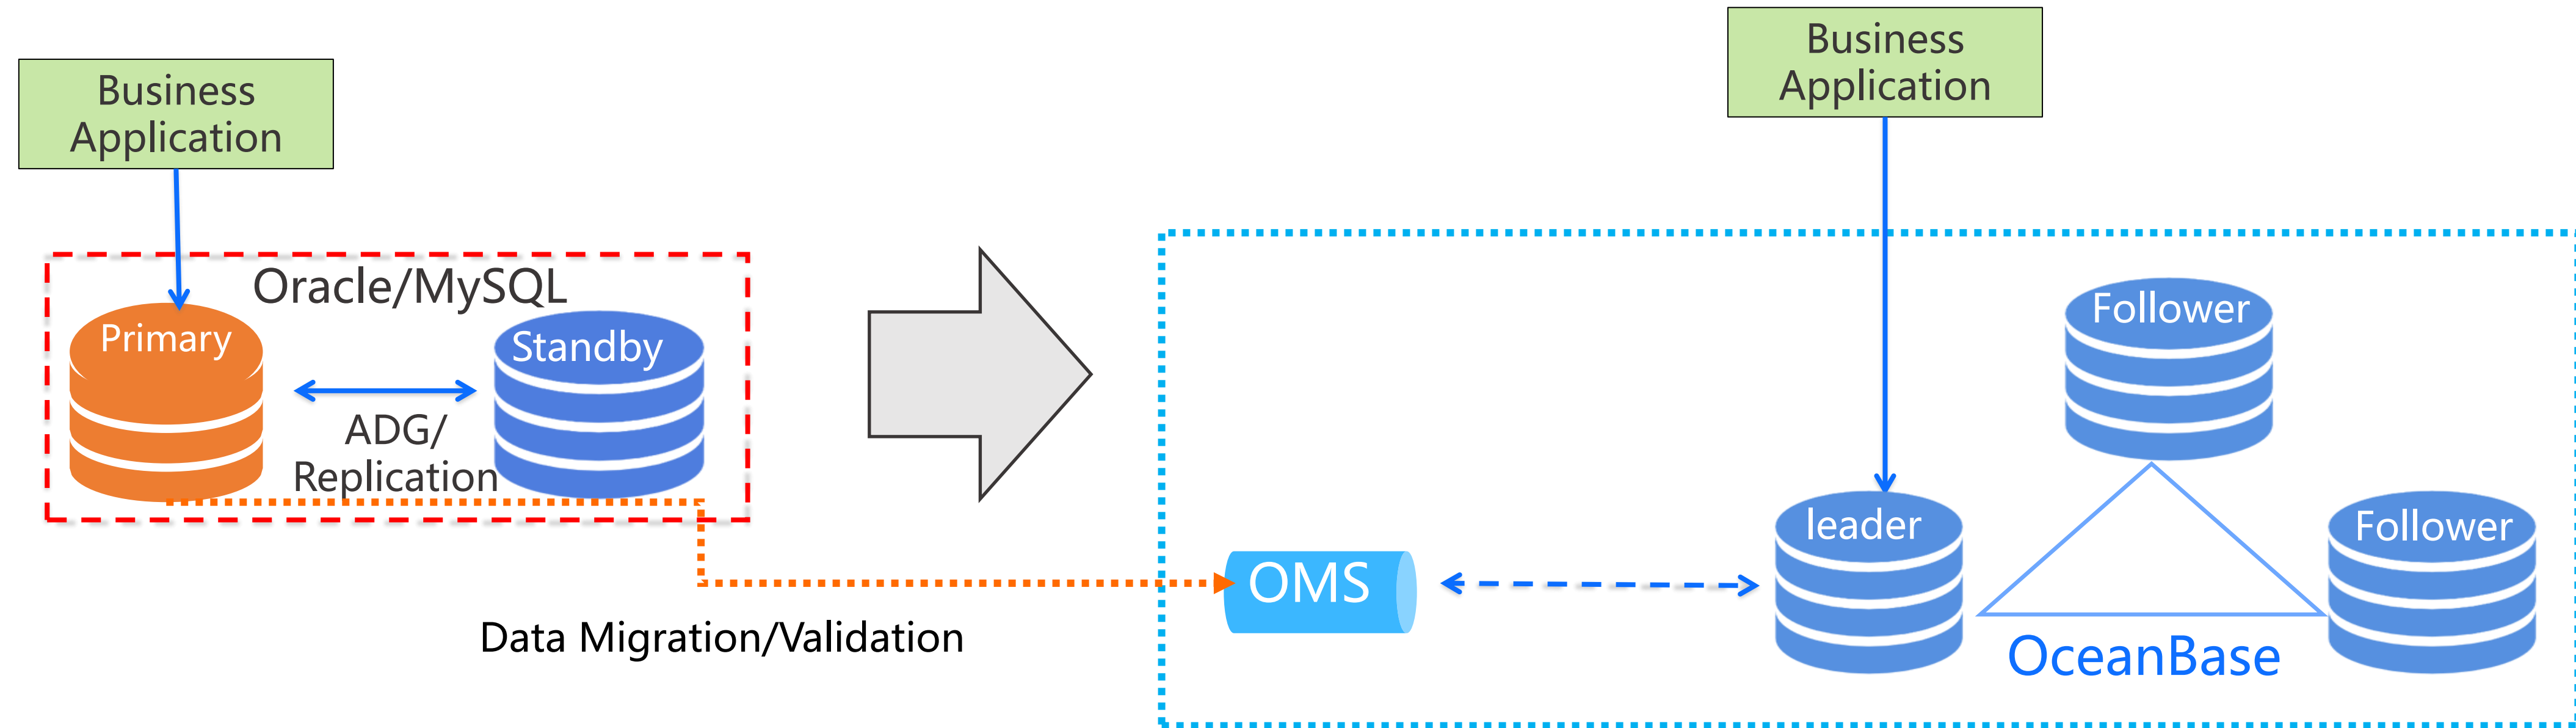 Business
Application
Oracle/MySQL
Primary
Standby
ADG/
Replication
Data Migration/Validation
Business
Application
Follower
leader
Follower
OMS
OceanBase